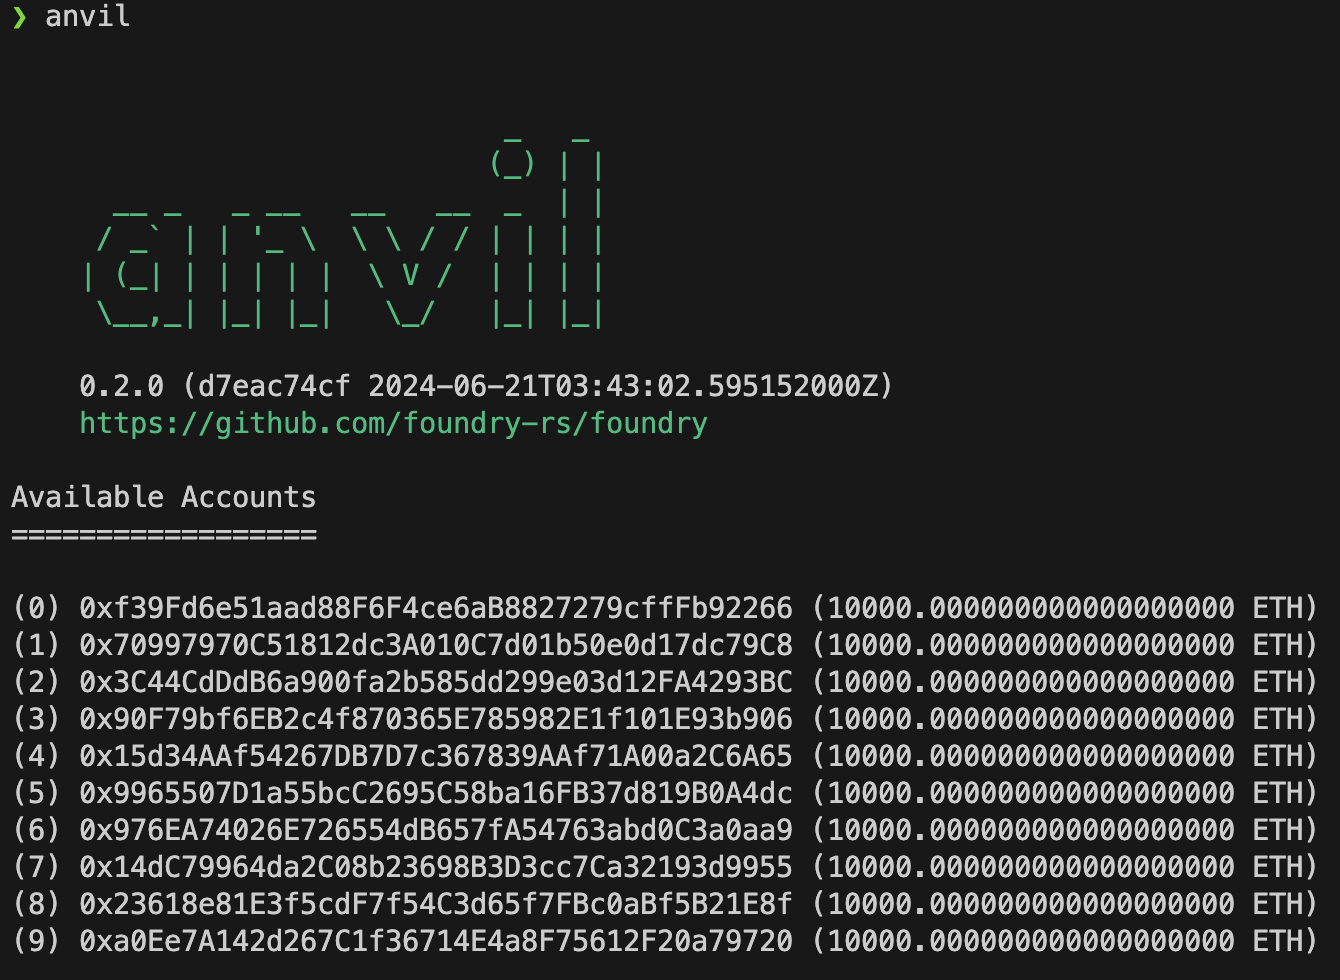 ❯ anvil
                             _   _
                            (_) | |
      __ _   _ __   __   __  _  | |
     / _` | | '_ \  \ \ / / | | | |
    | (_| | | | | |  \ V /  | | | |
     \__,_| |_| |_|   \_/   |_| |_|
0.2.0 (d7eac74cf 2024-06-21T03:43:02.595152000Z)
https://github.com/foundry-rs/foundry
Available Accounts
==================
(0) 0xf39Fd6e51aad88F6F4ce6aB8827279cffFb92266 (10000.000000000000000000 ETH)
(1) 0x70997970C51812dc3A010C7d01b50e0d17dc79C8 (10000.000000000000000000 ETH)
(2) 0x3C44CdDdB6a900fa2b585dd299e03d12FA4293BC (10000.000000000000000000 ETH)
(3) 0x90F79bf6EB2c4f870365E785982E1f101E93b906 (10000.000000000000000000 ETH)
(4) 0x15d34AAf54267DB7D7c367839AAf71A00a2C6A65 (10000.000000000000000000 ETH)
(5) 0x9965507D1a55bcC2695C58ba16FB37d819B0A4dc (10000.000000000000000000 ETH)
(6) 0x976EA74026E726554dB657fA54763abd0C3a0aa9 (10000.000000000000000000 ETH)
(7) 0x14dC79964da2C08b23698B3D3cc7Ca32193d9955 (10000.000000000000000000 ETH)
(8) 0x23618e81E3f5cdF7f54C3d65f7FBc0aBf5B21E8f (10000.000000000000000000 ETH)
(9) 0xa0Ee7A142d267C1f36714E4a8F75612F20a79720 (10000.000000000000000000 ETH)